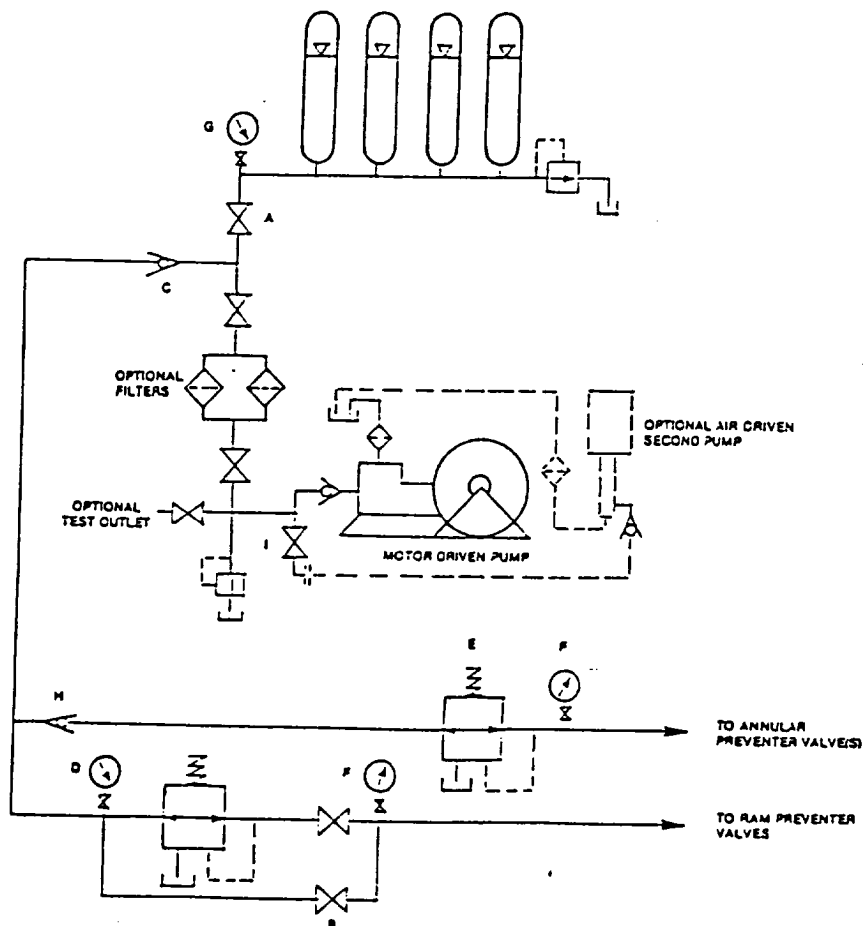 G
A
C
OPTIONAL
FILTERS
OPTIONAL AIR DRIVEN
SECOND PUMP
OPTIONAL
TEST OUTLET
I
MOTOR DRIVEN PUMP
E
F
H
TO ANNULAR
PREVENTER VALVE(S)
D
F
TO RAM PREVENTER
VALVES